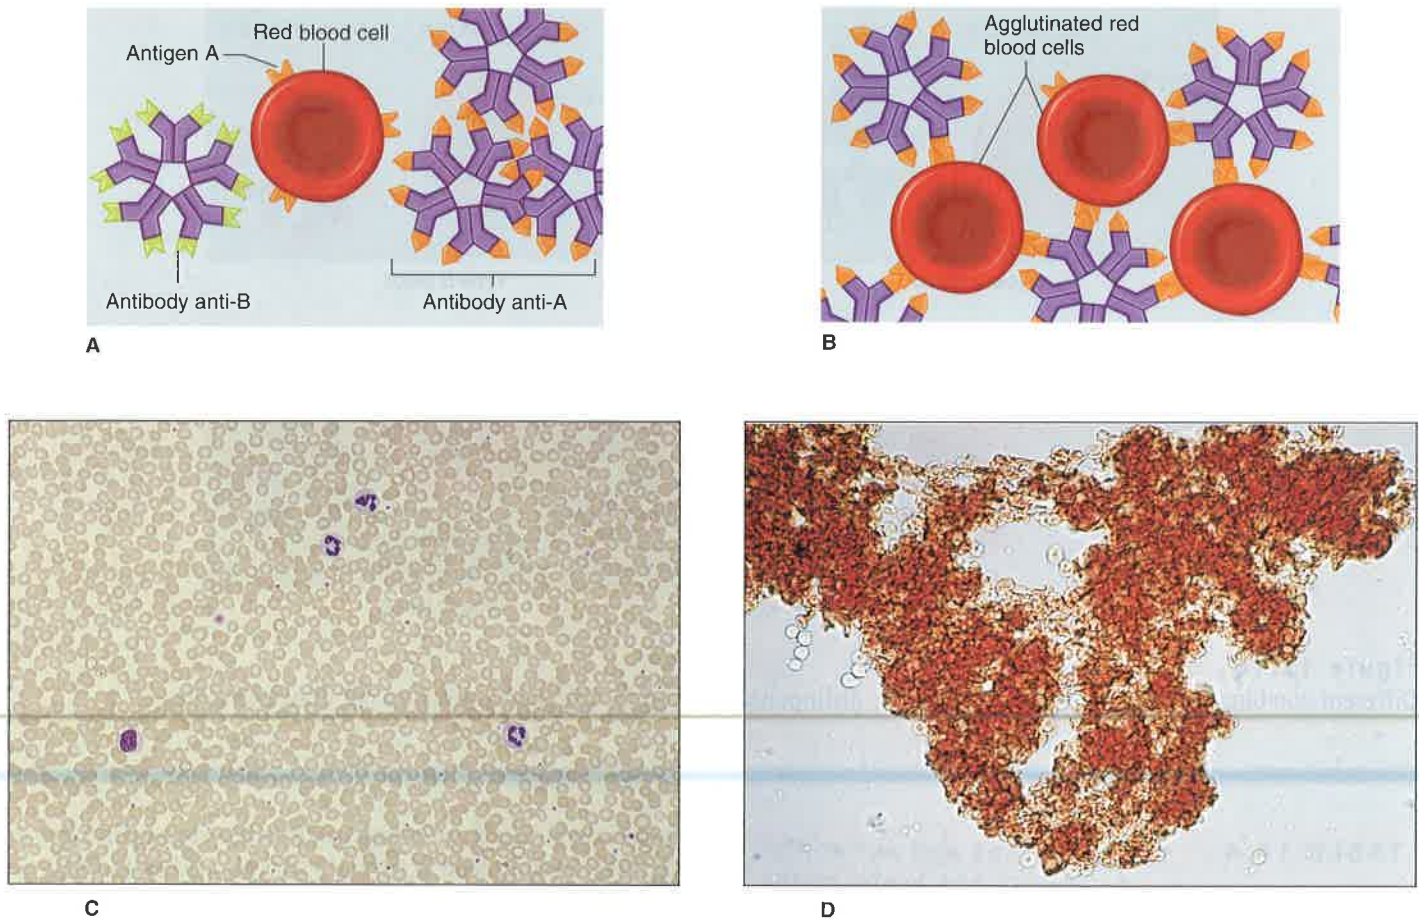 Red blood cell
Antigen A
Antibody anti-B
Antibody anti-A
A
Agglutinated red
blood cells
B
C
D